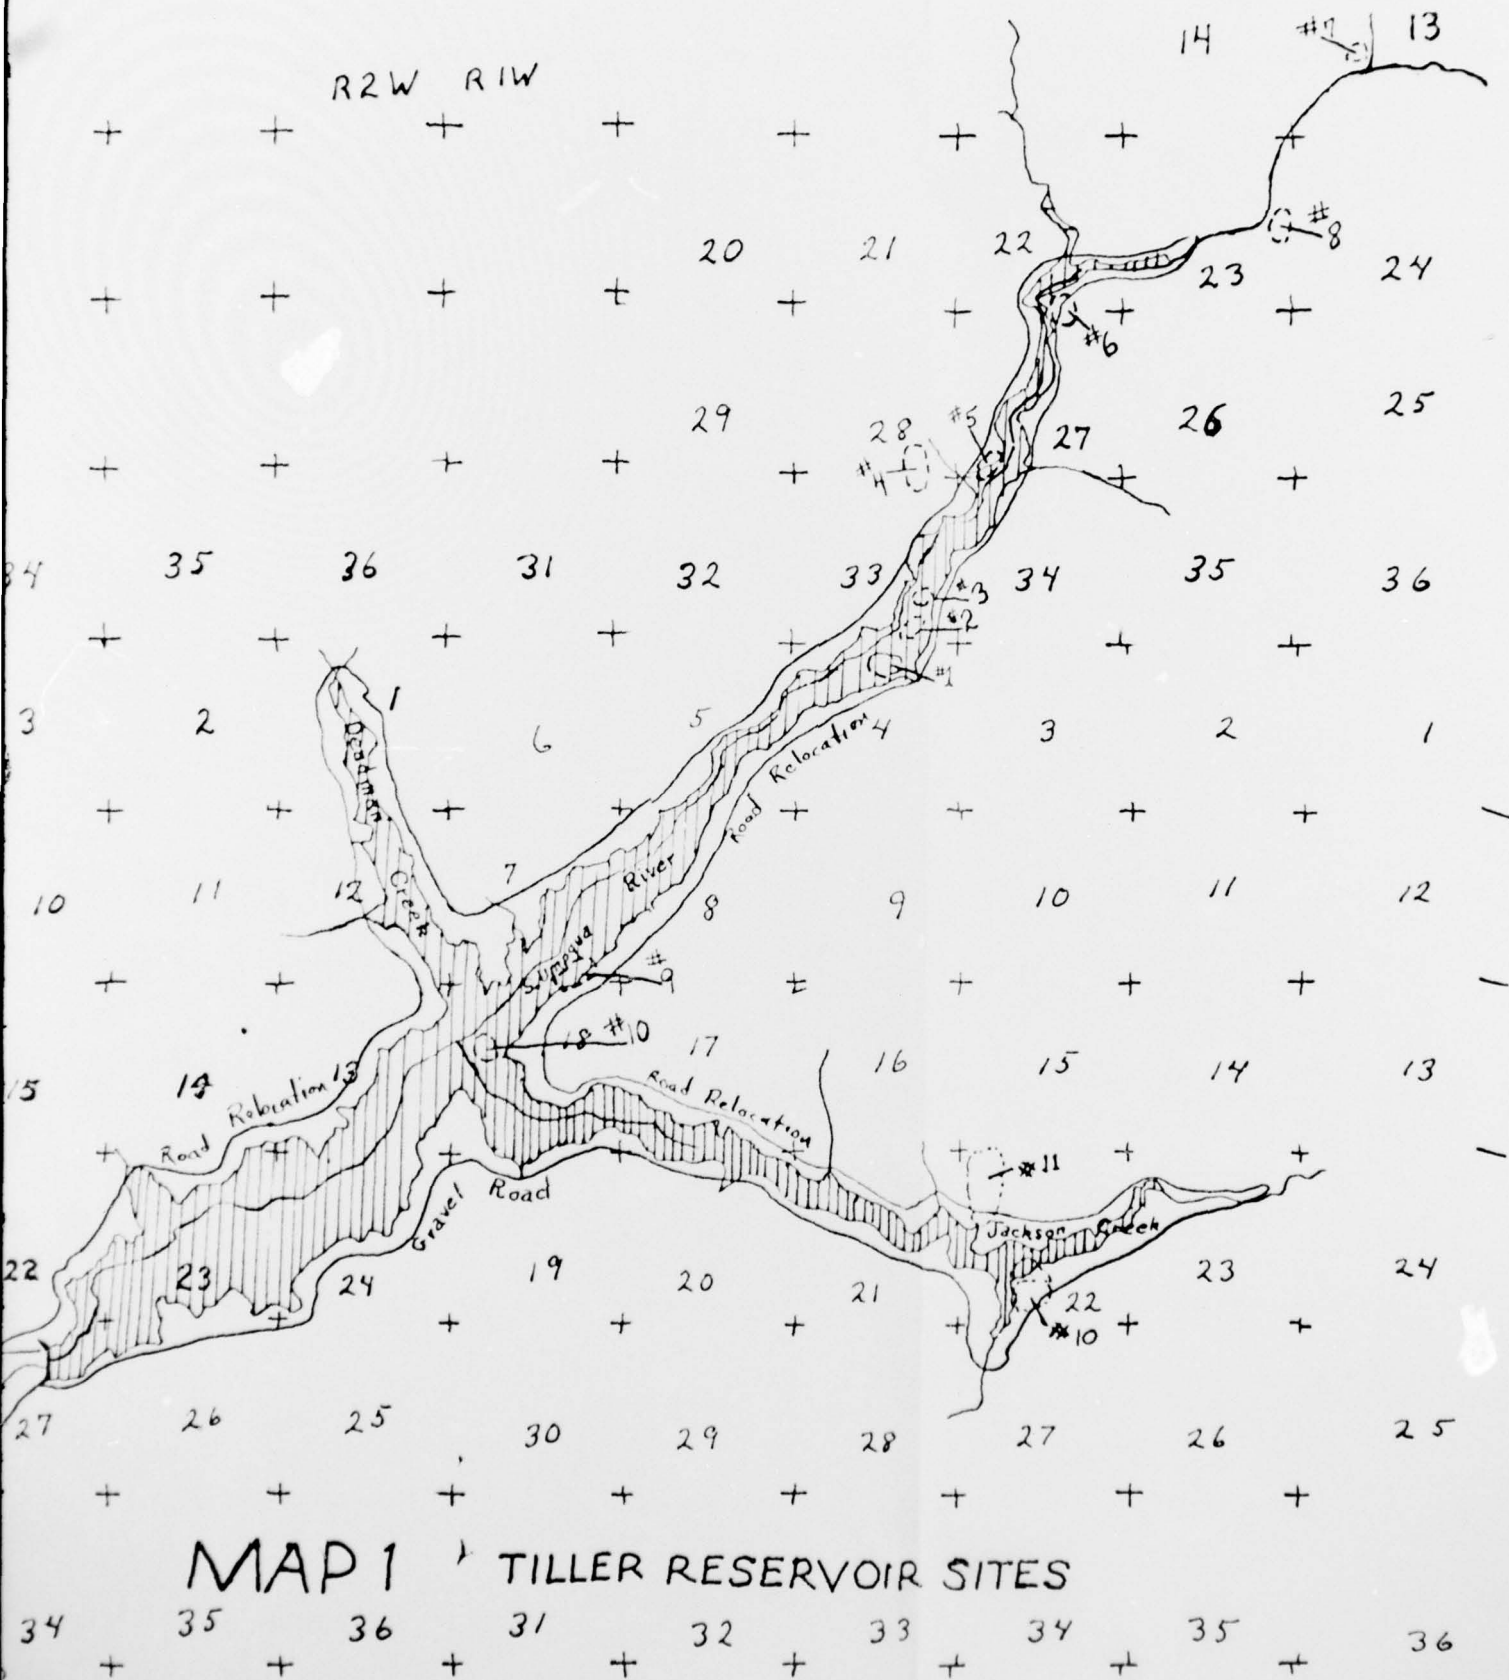 14 #7 13
R2W R1W
20 21 22 23 #8 24
#6
29 28 #5 27 26 25
#4
34 35 36 31 32 33 #3 34 35 36
#2
#1
3 2 1 6 5 4 3 2 1
Deadman
Road Relocation
7
River
10 11 12 Creek 8 9 10 11 12
S. Umpqua
#9
18 #10 17
15 14 13 16 15 14 13
Road Relocation
Road Relocation
#11
Gravel Road
Jackson Creek
22 23 24 19 20 21 22 23 24
#10
27 26 25 30 29 28 27 26 25
MAP 1 TILLER RESERVOIR SITES
34 35 36 31 32 33 34 35 36